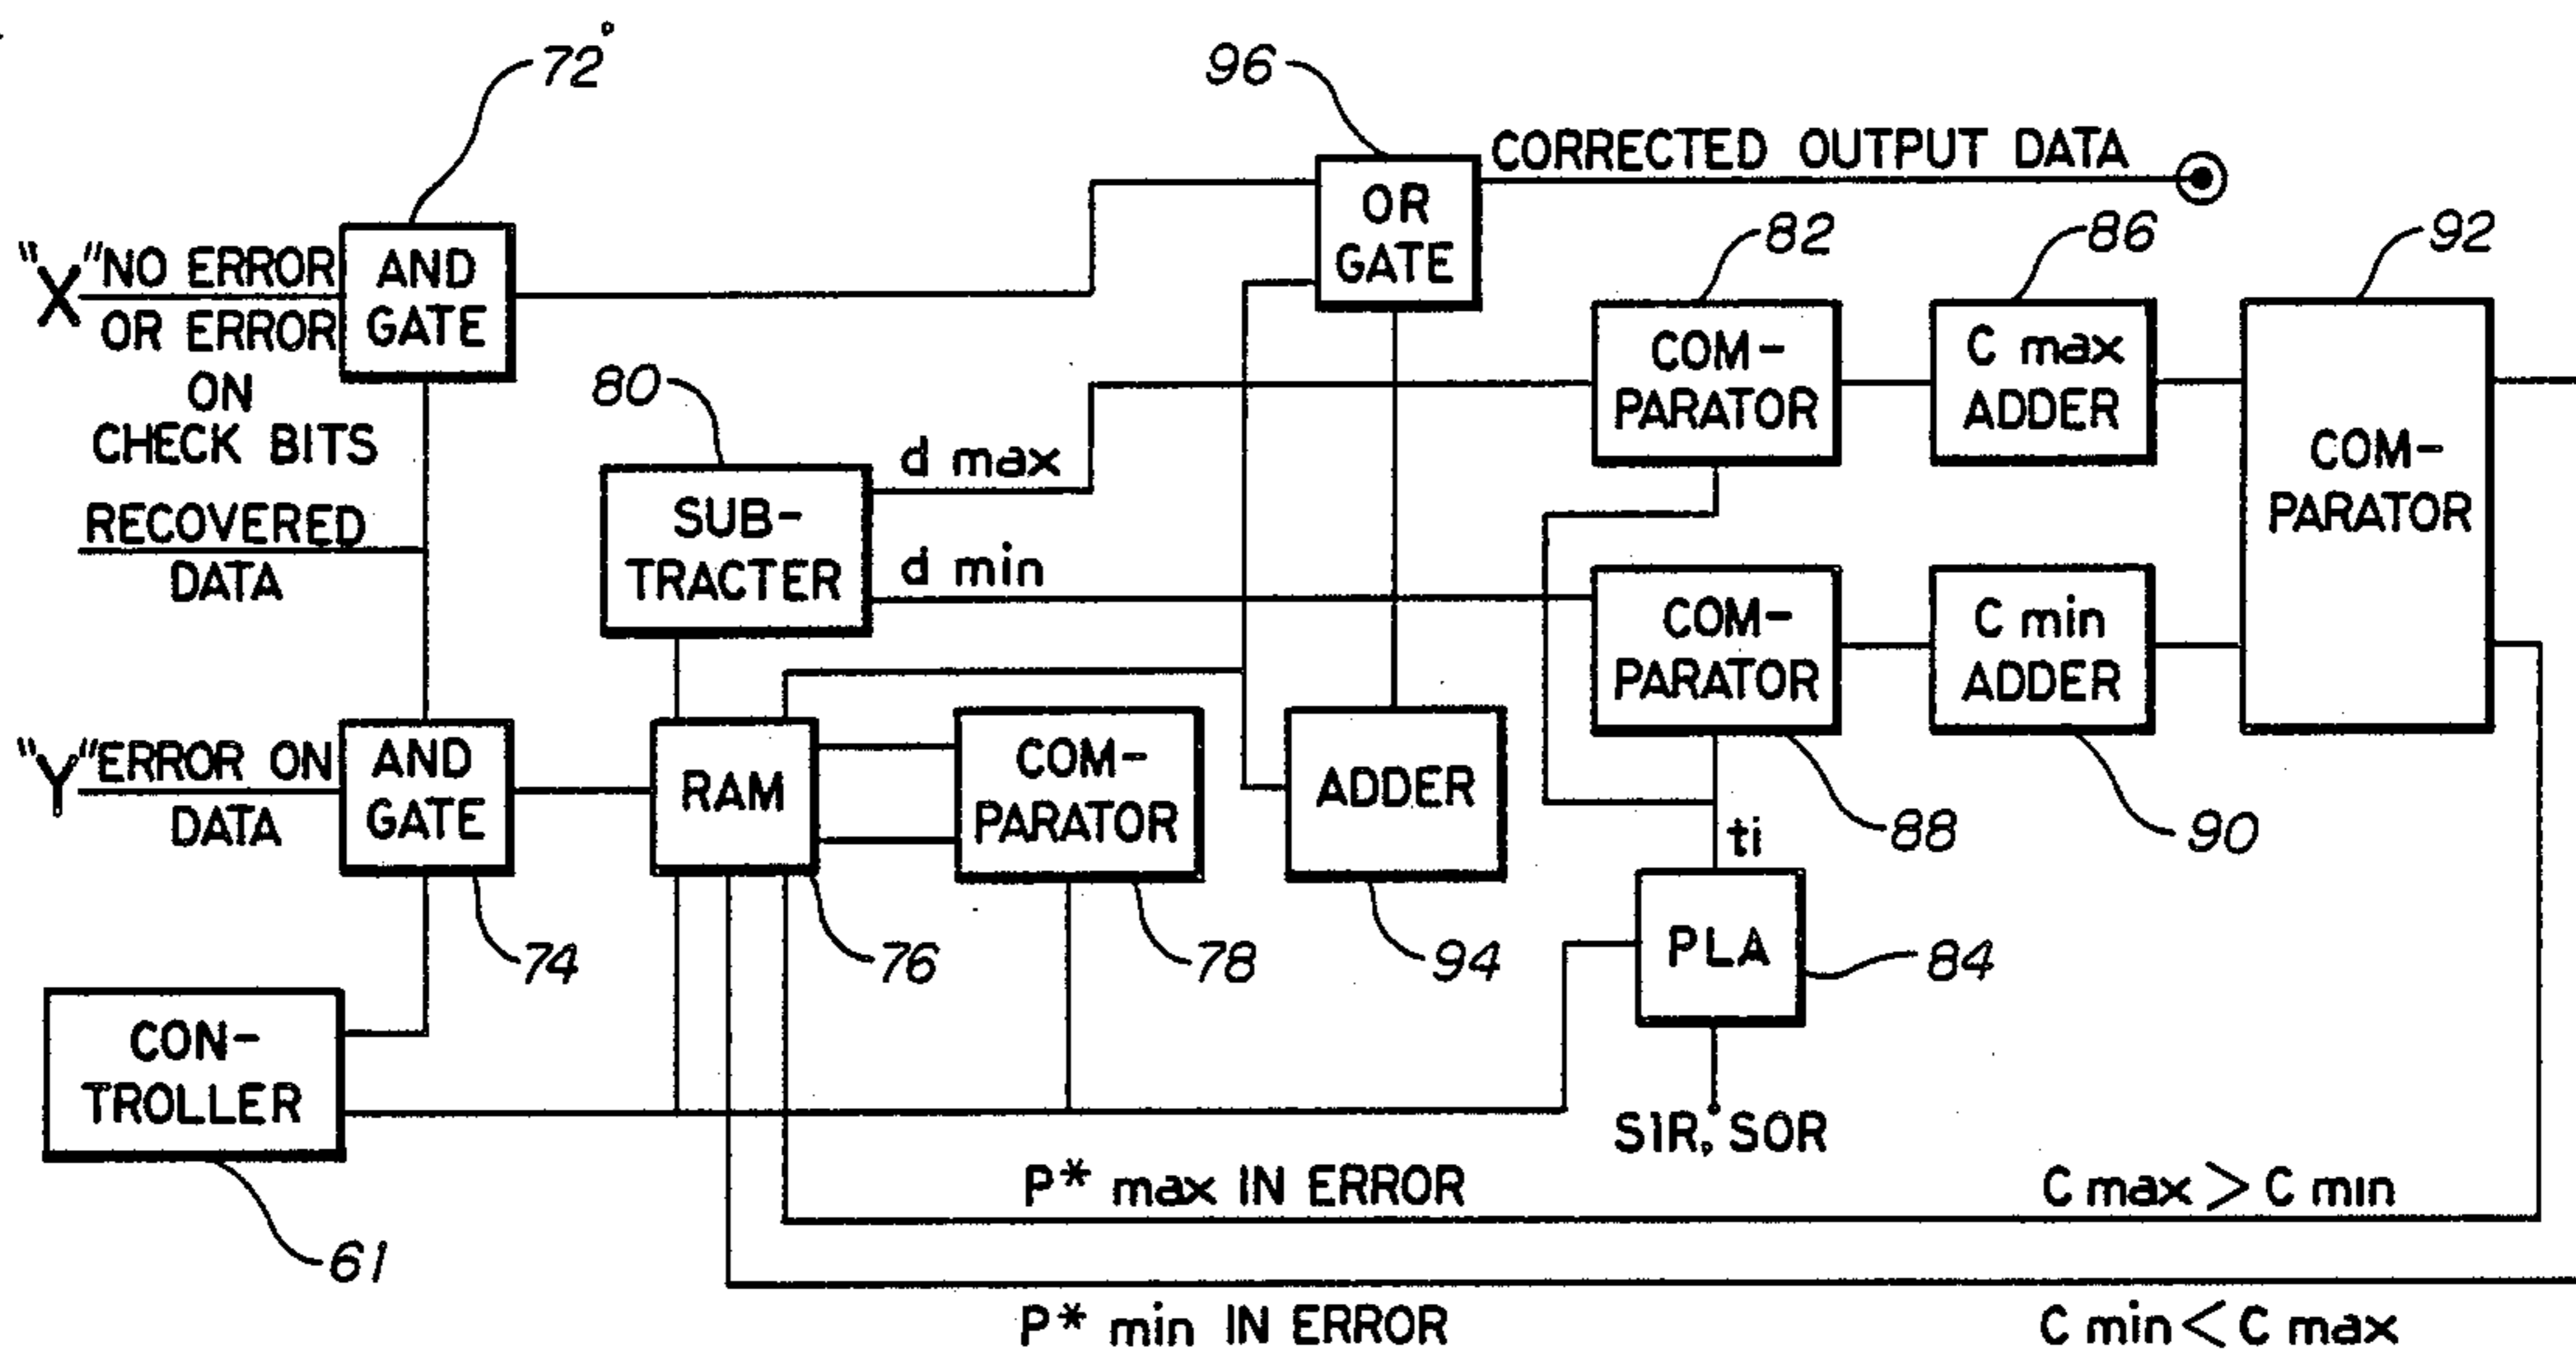 72°
96
CORRECTED OUTPUT DATA
OR
GATE
82
86
92
"X" NO ERROR
OR ERROR
ON
CHECK BITS
AND
GATE
80
COM-
PARATOR
C max
ADDER
COM-
PARATOR
d max
RECOVERED
DATA
SUB-
TRACTER
d min
COM-
PARATOR
C min
ADDER
"Y" ERROR ON
DATA
AND
GATE
RAM
COM-
PARATOR
ADDER
ti
88
90
74
76
78
94
PLA
84
CON-
TROLLER
S1R, SOR
61
P* max IN ERROR
C max > C min
P* min IN ERROR
C min < C max